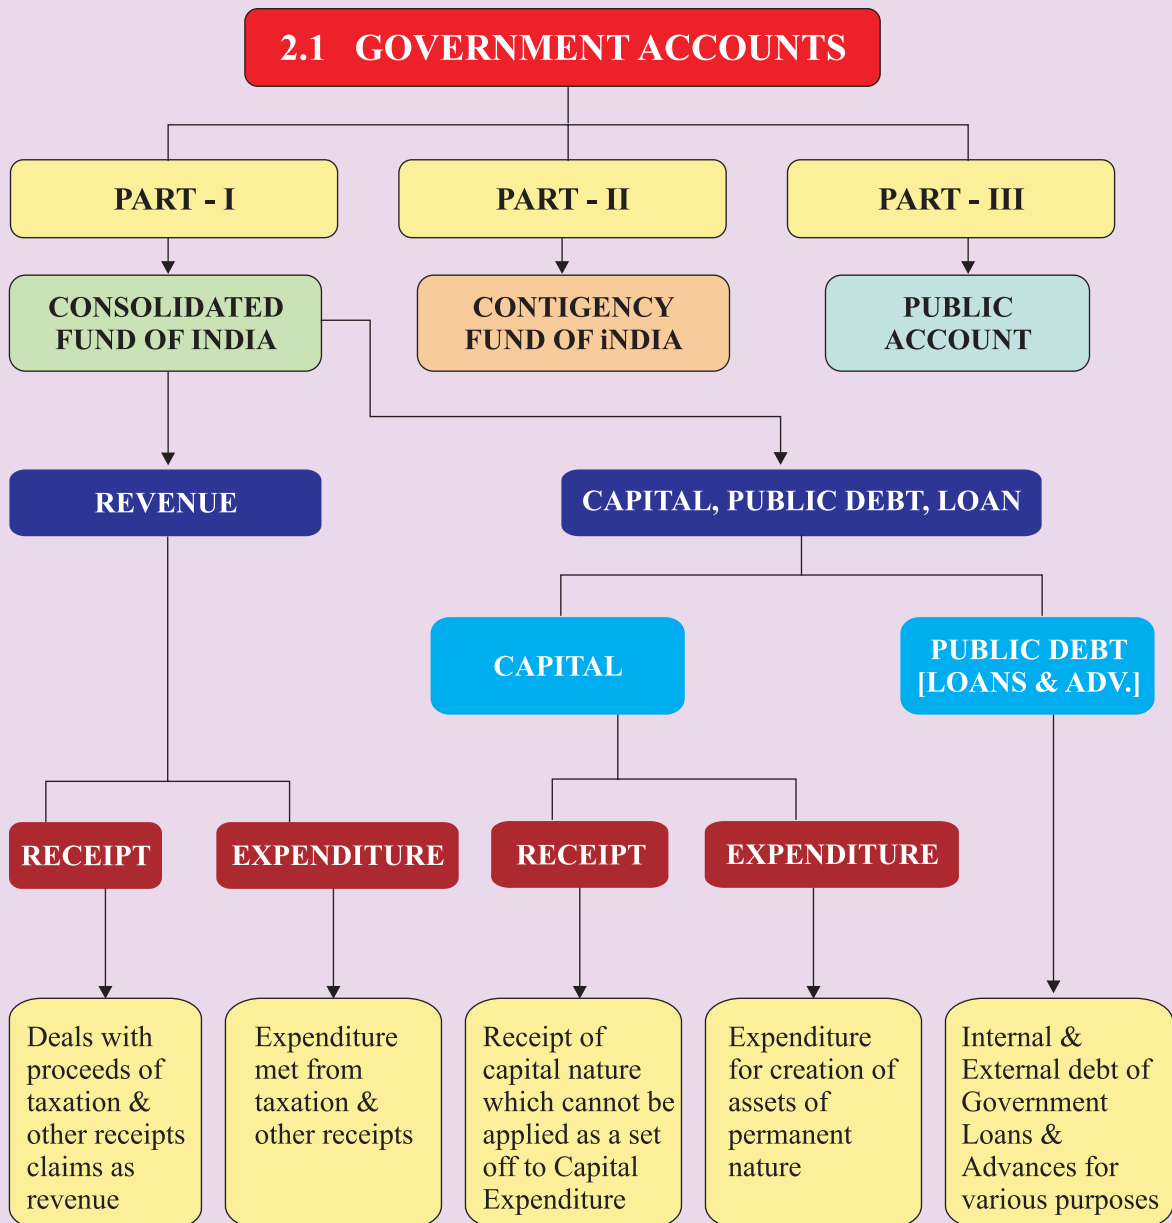 2.1 GOVERNMENT ACCOUNTS
PART - I
PART - II
PART - III
CONSOLIDATED
FUND OF INDIA
CONTIGENCY
FUND OF iNDIA
PUBLIC
ACCOUNT
REVENUE
CAPITAL, PUBLIC DEBT, LOAN
CAPITAL
PUBLIC DEBT
[LOANS & ADV.]
RECEIPT
EXPENDITURE
RECEIPT
EXPENDITURE
Deals with
proceeds of
taxation &
other receipts
claims as
revenue
Expenditure
met from
taxation &
other receipts
Receipt of
capital nature
which cannot be
applied as a set
off to Capital
Expenditure
Expenditure
for creation of
assets of
permanent
nature
Internal &
External debt of
Government
Loans &
Advances for
various purposes